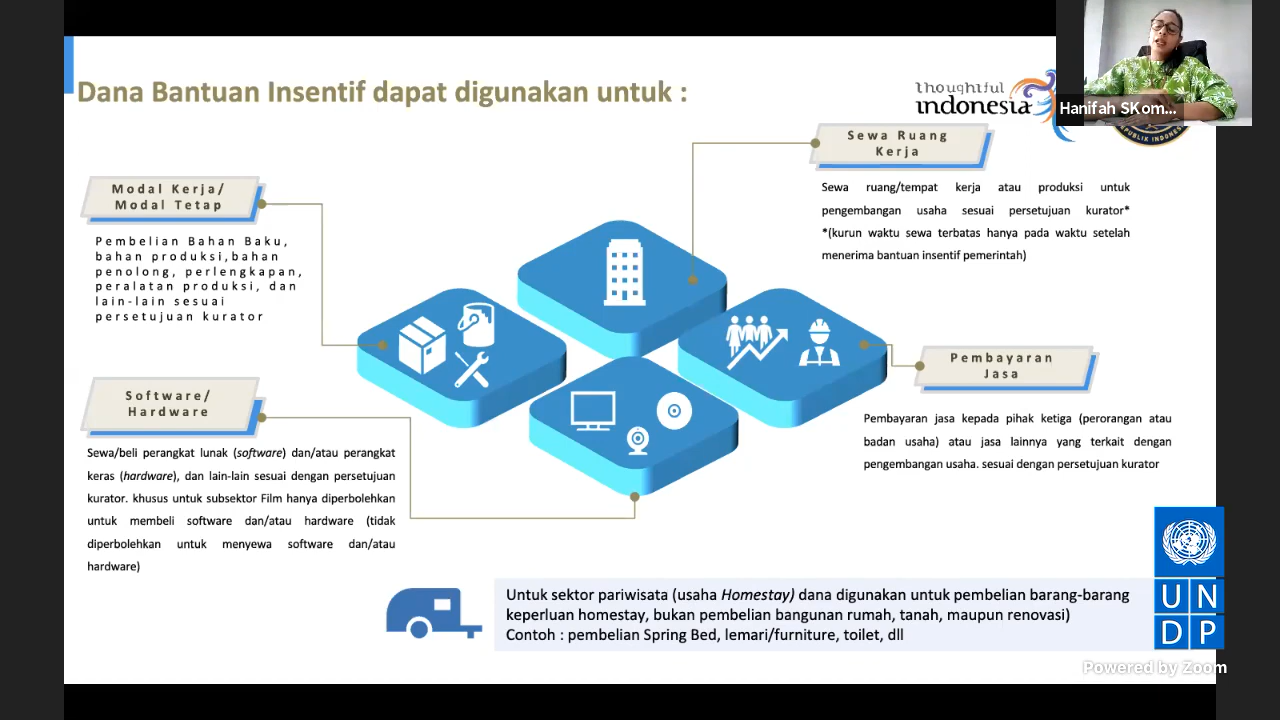 Dana Bantuan Insentif dapat digunakan untuk :
thoughtful
indonesia
Hanifah SKom...
REPUBLIK INDONESIA
Sewa Ruang
Kerja
Sewa ruang/tempat kerja atau produksi untuk
pengembangan usaha sesuai persetujuan kurator*
*(kurun waktu sewa terbatas hanya pada waktu setelah
menerima bantuan insentif pemerintah)
Modal Kerja/
Modal Tetap
Pembelian Bahan Baku,
bahan produksi,bahan
penolong, perlengkapan,
peralatan produksi, dan
lain-lain sesuai
persetujuan kurator
Pembayaran
Jasa
Pembayaran jasa kepada pihak ketiga (perorangan atau
badan usaha) atau jasa lainnya yang terkait dengan
pengembangan usaha. sesuai dengan persetujuan kurator
Software/
Hardware
Sewa/beli perangkat lunak (software) dan/atau perangkat
keras (hardware), dan lain-lain sesuai dengan persetujuan
kurator. khusus untuk subsektor Film hanya diperbolehkan
untuk membeli software dan/atau hardware (tidak
diperbolehkan untuk menyewa software dan/atau
hardware)
Untuk sektor pariwisata (usaha Homestay) dana digunakan untuk pembelian barang-barang
keperluan homestay, bukan pembelian bangunan rumah, tanah, maupun renovasi)
Contoh : pembelian Spring Bed, lemari/furniture, toilet, dll
U N
D P
Powered by Zoom